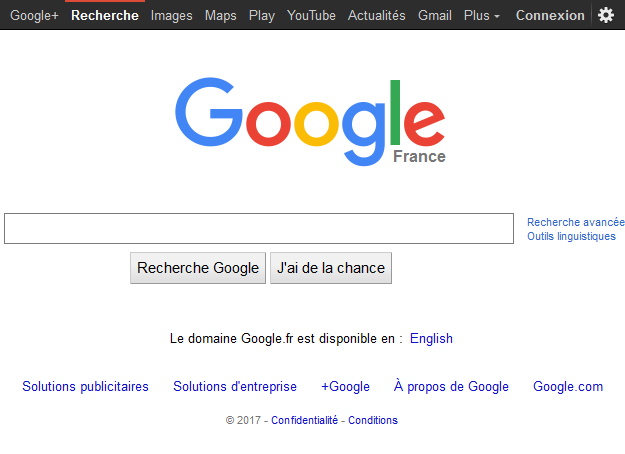 Google+ Recherche Images Maps Play YouTube Actualités Gmail Plus Connexion
Google
France
Recherche avancée
Outils linguistiques
Recherche Google J'ai de la chance
Le domaine Google.fr est disponible en : English
Solutions publicitaires Solutions d'entreprise +Google À propos de Google Google.com
© 2017 - Confidentialité - Conditions